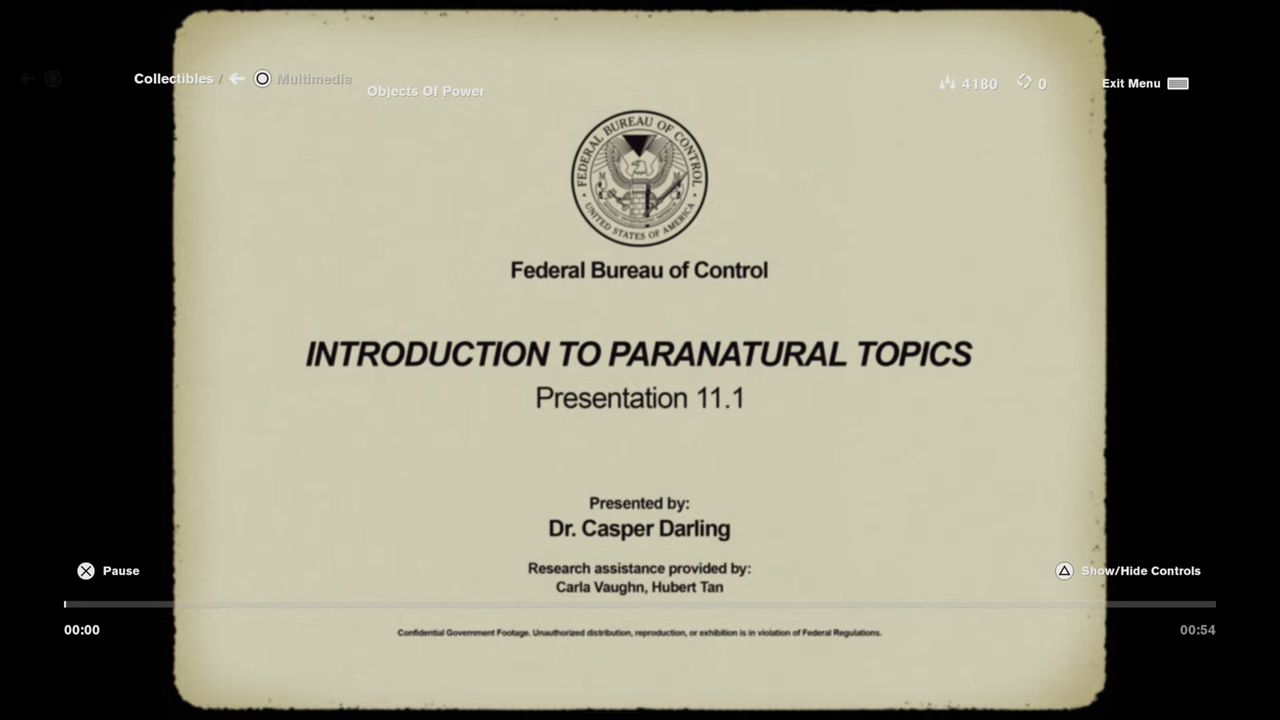 Collectibles / Multimedia
Objects Of Power
4180 0
Exit Menu
FEDERAL BUREAU OF CONTROL
UNITED STATES OF AMERICA
Federal Bureau of Control
INTRODUCTION TO PARANATURAL TOPICS
Presentation 11.1
Presented by:
Dr. Casper Darling
Research assistance provided by:
Carla Vaughn, Hubert Tan
Pause
Show/Hide Controls
00:00
00:54
Confidential Government Footage. Unauthorized distribution, reproduction, or exhibition is in violation of Federal Regulations.